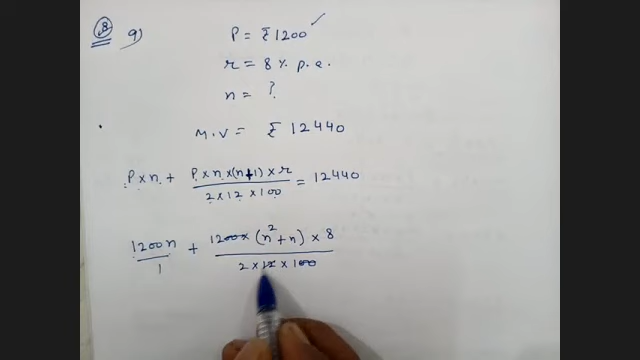 8 9)
P = ₹1200 ✓
r = 8 % p.a.
n = ?
M.V = ₹ 12440
P × n + P × n × (n+1) × r / 2 × 12 × 100 = 12440
1200n / 1 + 1200 × (n² + n) × 8 / 2 × 12 × 100